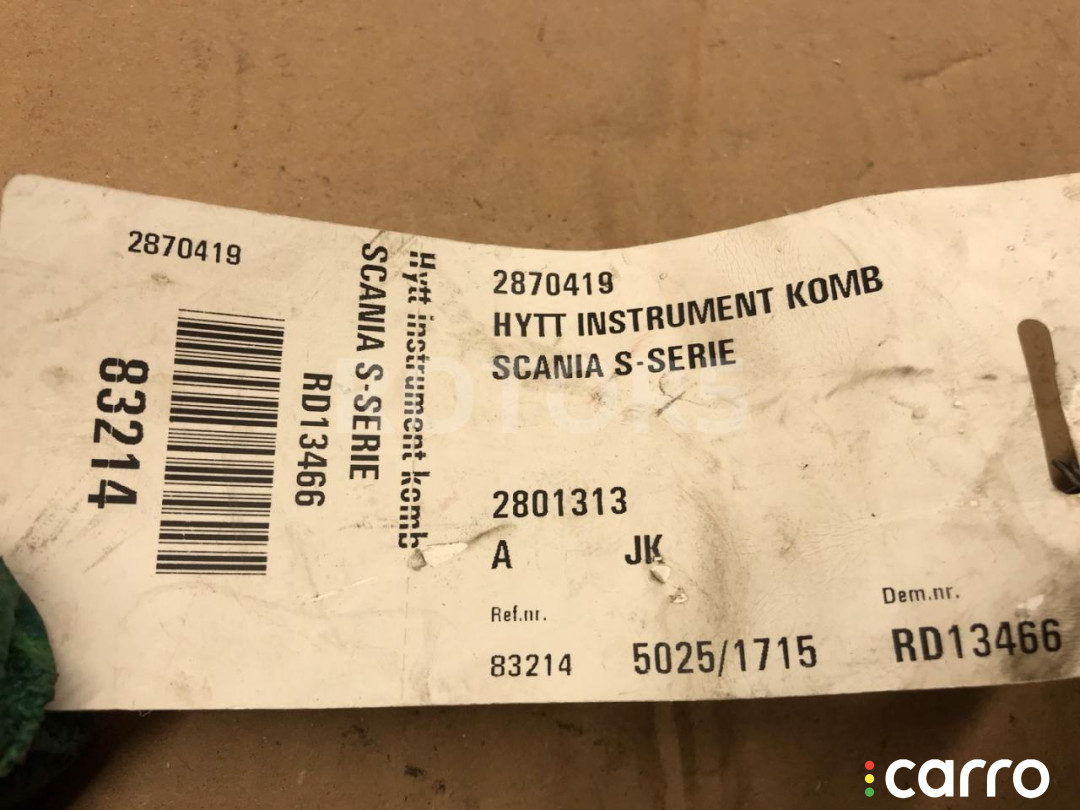 2870419
83214
RD13466
SCANIA S-SERIE
Hytt instrument komb
2870419
HYTT INSTRUMENT KOMB
SCANIA S-SERIE
2801313
A JK
Ref.nr. Dem.nr.
83214 5025/1715 RD13466
carro